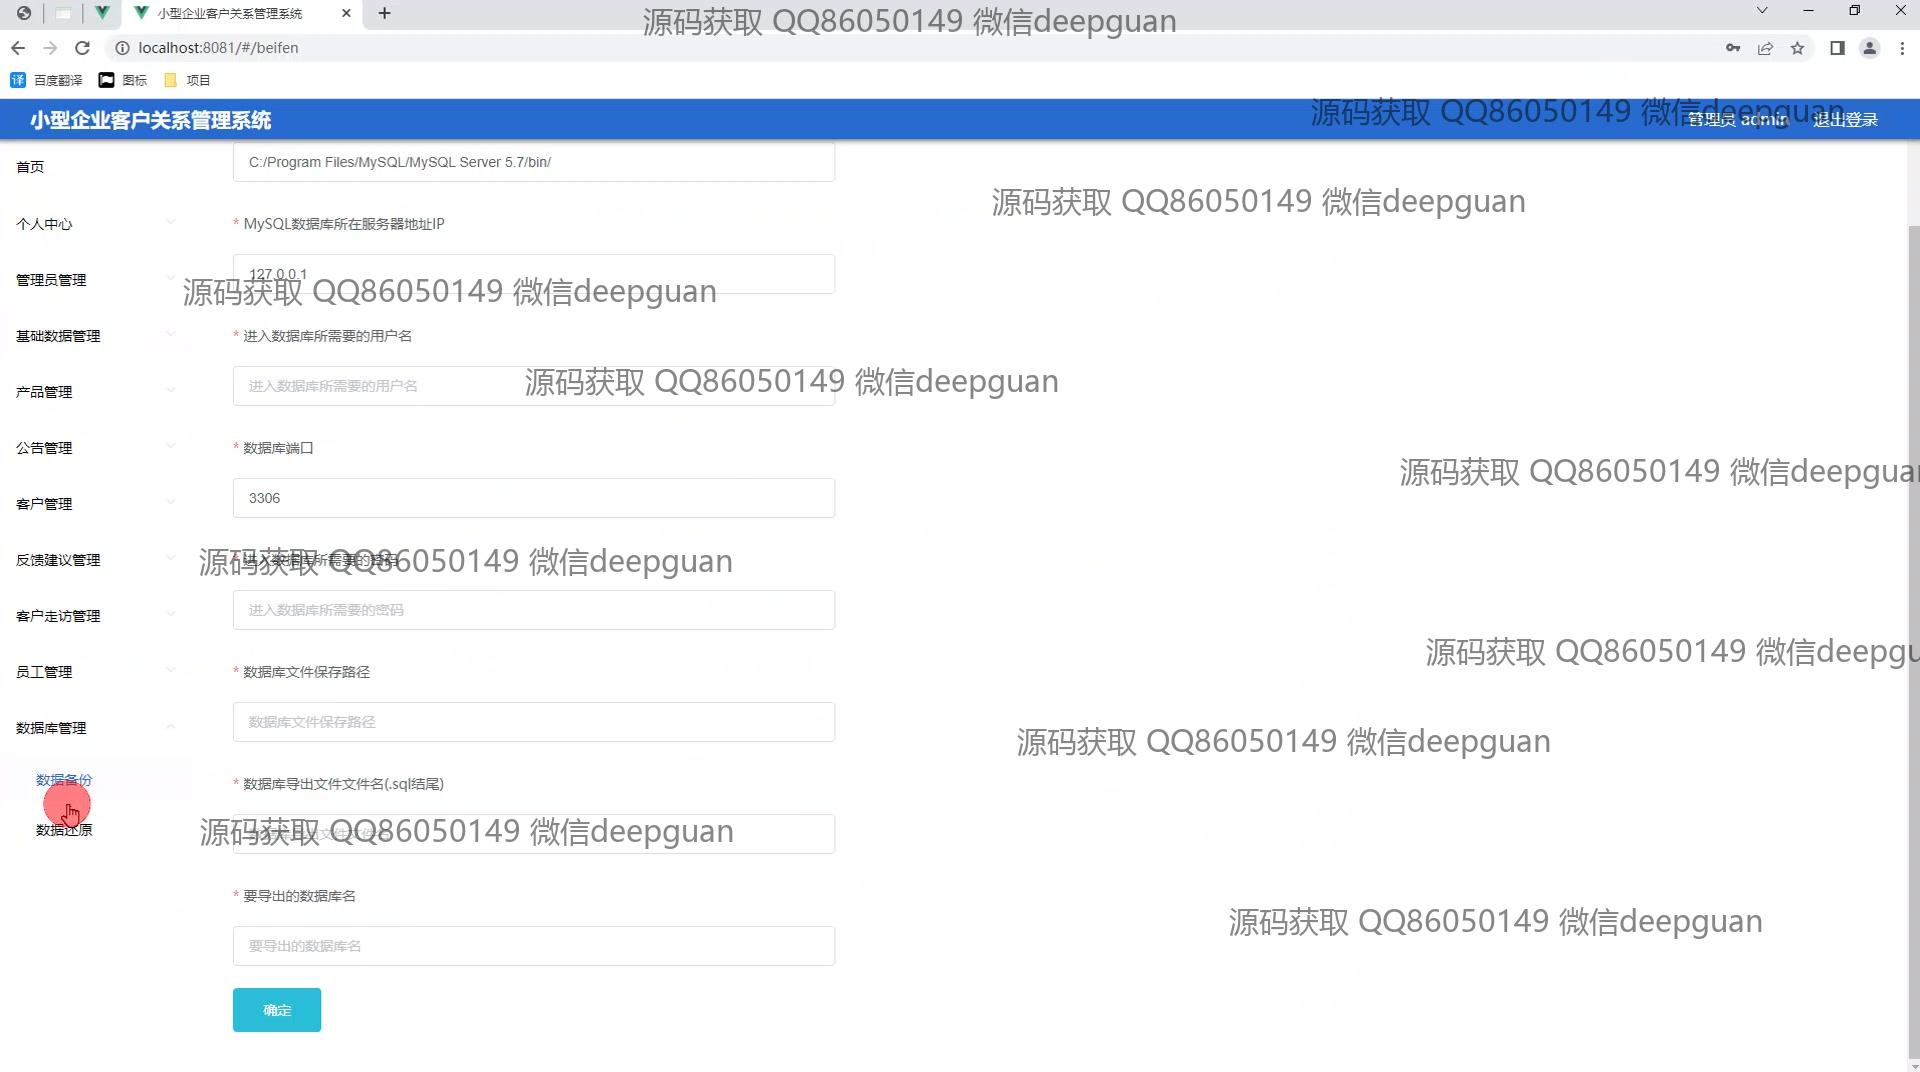 小型企业客户关系管理系统
源码获取 QQ86050149 微信deepguan
localhost:8081/#/beifen
百度翻译
图标
项目
小型企业客户关系管理系统
源码获取 QQ86050149 微信deepguan
管理员 admin
退出登录
首页
C:/Program Files/MySQL/MySQL Server 5.7/bin/
源码获取 QQ86050149 微信deepguan
个人中心
* MySQL数据库所在服务器地址IP
管理员管理
127.0.0.1
源码获取 QQ86050149 微信deepguan
基础数据管理
* 进入数据库所需要的用户名
产品管理
进入数据库所需要的用户名
源码获取 QQ86050149 微信deepguan
公告管理
* 数据库端口
源码获取 QQ86050149 微信deepguan
客户管理
3306
反馈建议管理
* 进入数据库所需要的密码
源码获取 QQ86050149 微信deepguan
客户走访管理
进入数据库所需要的密码
源码获取 QQ86050149 微信deepgu
员工管理
* 数据库文件保存路径
数据库管理
数据库文件保存路径
源码获取 QQ86050149 微信deepguan
数据备份
* 数据库导出文件文件名(.sql结尾)
数据还原
源码获取 QQ86050149 微信deepguan
* 要导出的数据库名
源码获取 QQ86050149 微信deepguan
要导出的数据库名
确定